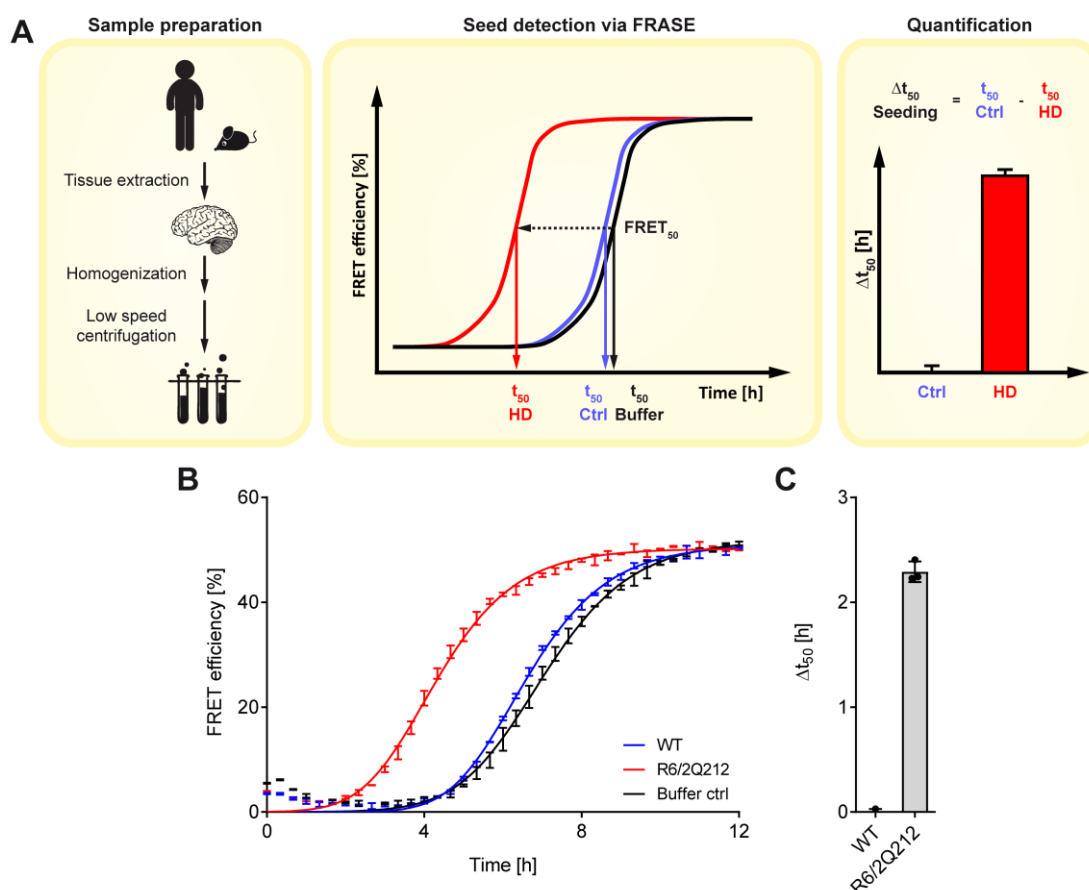 A
Sample preparation
Tissue extraction
Homogenization
Low speed
centrifugation
Seed detection via FRASE
FRET efficiency [%]
FRET50
t50
HD
t50
Ctrl
t50
Buffer
Time [h]
Quantification
Δt50
Seeding
=
t50
Ctrl
-
t50
HD
Δt50 [h]
Ctrl
HD
B
FRET efficiency [%]
60
40
20
0
0
4
8
12
Time [h]
WT
R6/2Q212
Buffer ctrl
C
Δt50 [h]
3
2
1
0
WT
R6/2Q212